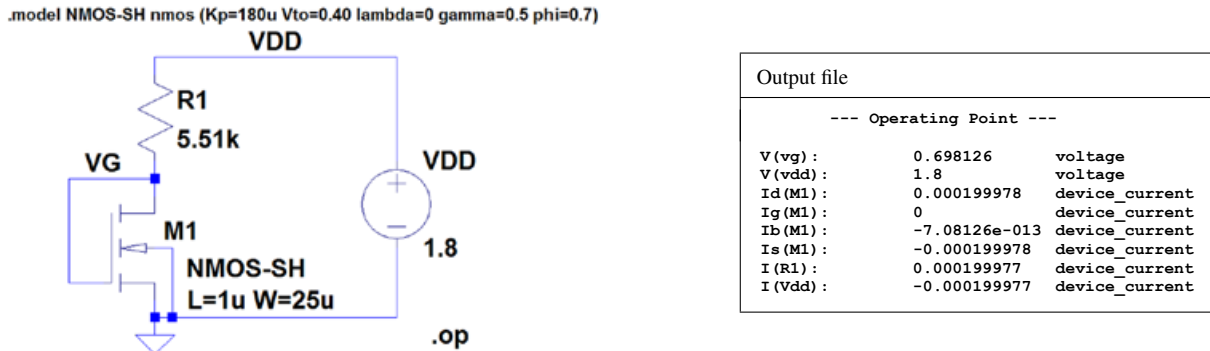 .model NMOS-SH nmos (Kp=180u Vto=0.40 lambda=0 gamma=0.5 phi=0.7)
VDD
R1
5.51k
VG
VDD
M1
1.8
NMOS-SH
L=1u W=25u
.op
Output file
--- Operating Point ---
V(vg): 0.698126 voltage
V(vdd): 1.8 voltage
Id(M1): 0.000199978 device_current
Ig(M1): 0 device_current
Ib(M1): -7.08126e-013 device_current
Is(M1): -0.000199978 device_current
I(R1): 0.000199977 device_current
I(Vdd): -0.000199977 device_current